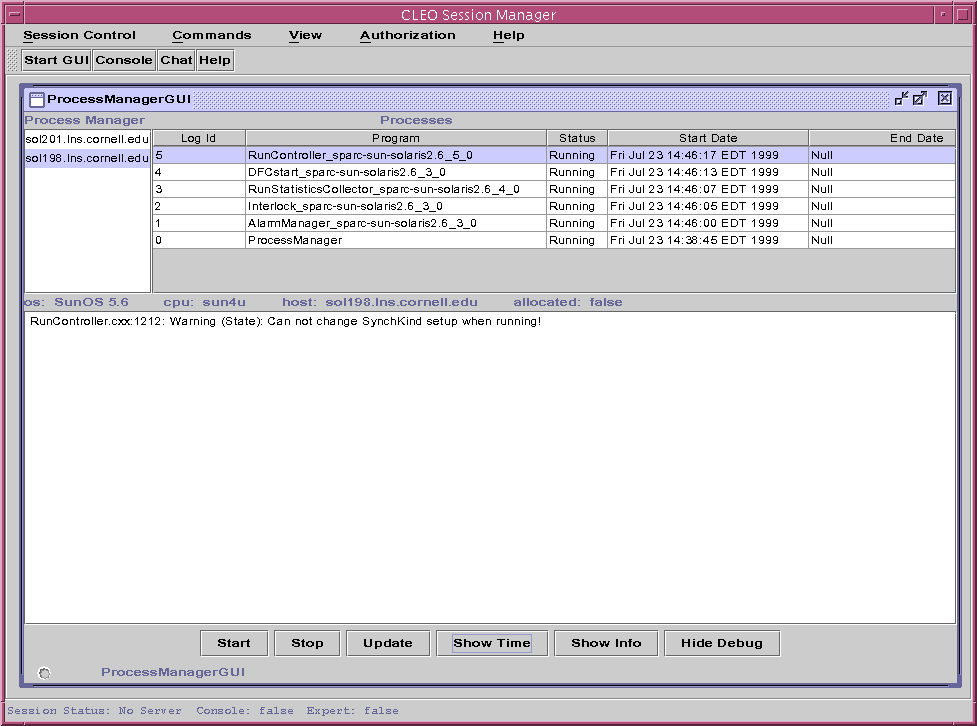 CLEO Session Manager
Session Control Commands View Authorization Help
Start GUI Console Chat Help
ProcessManagerGUI
Process Manager Processes
sol201.lns.cornell.edu
sol198.lns.cornell.edu
Log Id Program Status Start Date End Date
5 RunController_sparc-sun-solaris2.6_5_0 Running Fri Jul 23 14:46:17 EDT 1999 Null
4 DFCstart_sparc-sun-solaris2.6_3_0 Running Fri Jul 23 14:46:13 EDT 1999 Null
3 RunStatisticsCollector_sparc-sun-solaris2.6_4_0 Running Fri Jul 23 14:46:07 EDT 1999 Null
2 Interlock_sparc-sun-solaris2.6_3_0 Running Fri Jul 23 14:46:05 EDT 1999 Null
1 AlarmManager_sparc-sun-solaris2.6_3_0 Running Fri Jul 23 14:46:00 EDT 1999 Null
0 ProcessManager Running Fri Jul 23 14:38:45 EDT 1999 Null
os: SunOS 5.6 cpu: sun4u host: sol198.lns.cornell.edu allocated: false
RunController.cxx:1212: Warning (State): Can not change SynchKind setup when running!
Start Stop Update Show Time Show Info Hide Debug
ProcessManagerGUI
Session Status: No Server Console: false Expert: false